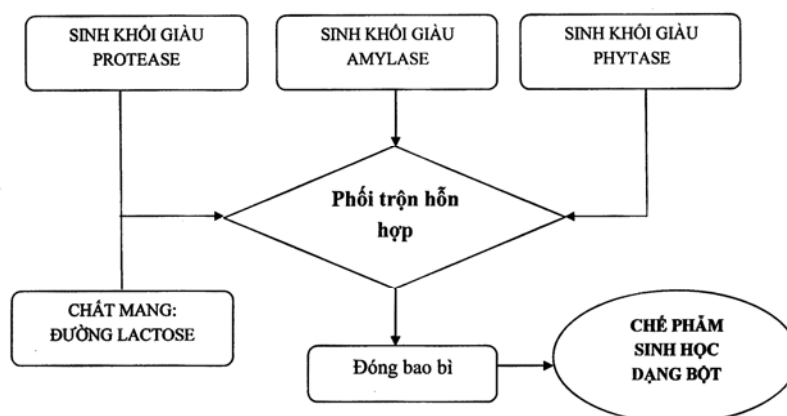 SINH KHỐI GIÀU
PROTEASE
SINH KHỐI GIÀU
AMYLASE
SINH KHỐI GIÀU
PHYTASE
Phối trộn hỗn
hợp
CHẤT MANG:
ĐƯỜNG LACTOSE
Đóng bao bì
CHẾ PHẨM
SINH HỌC
DẠNG BỘT